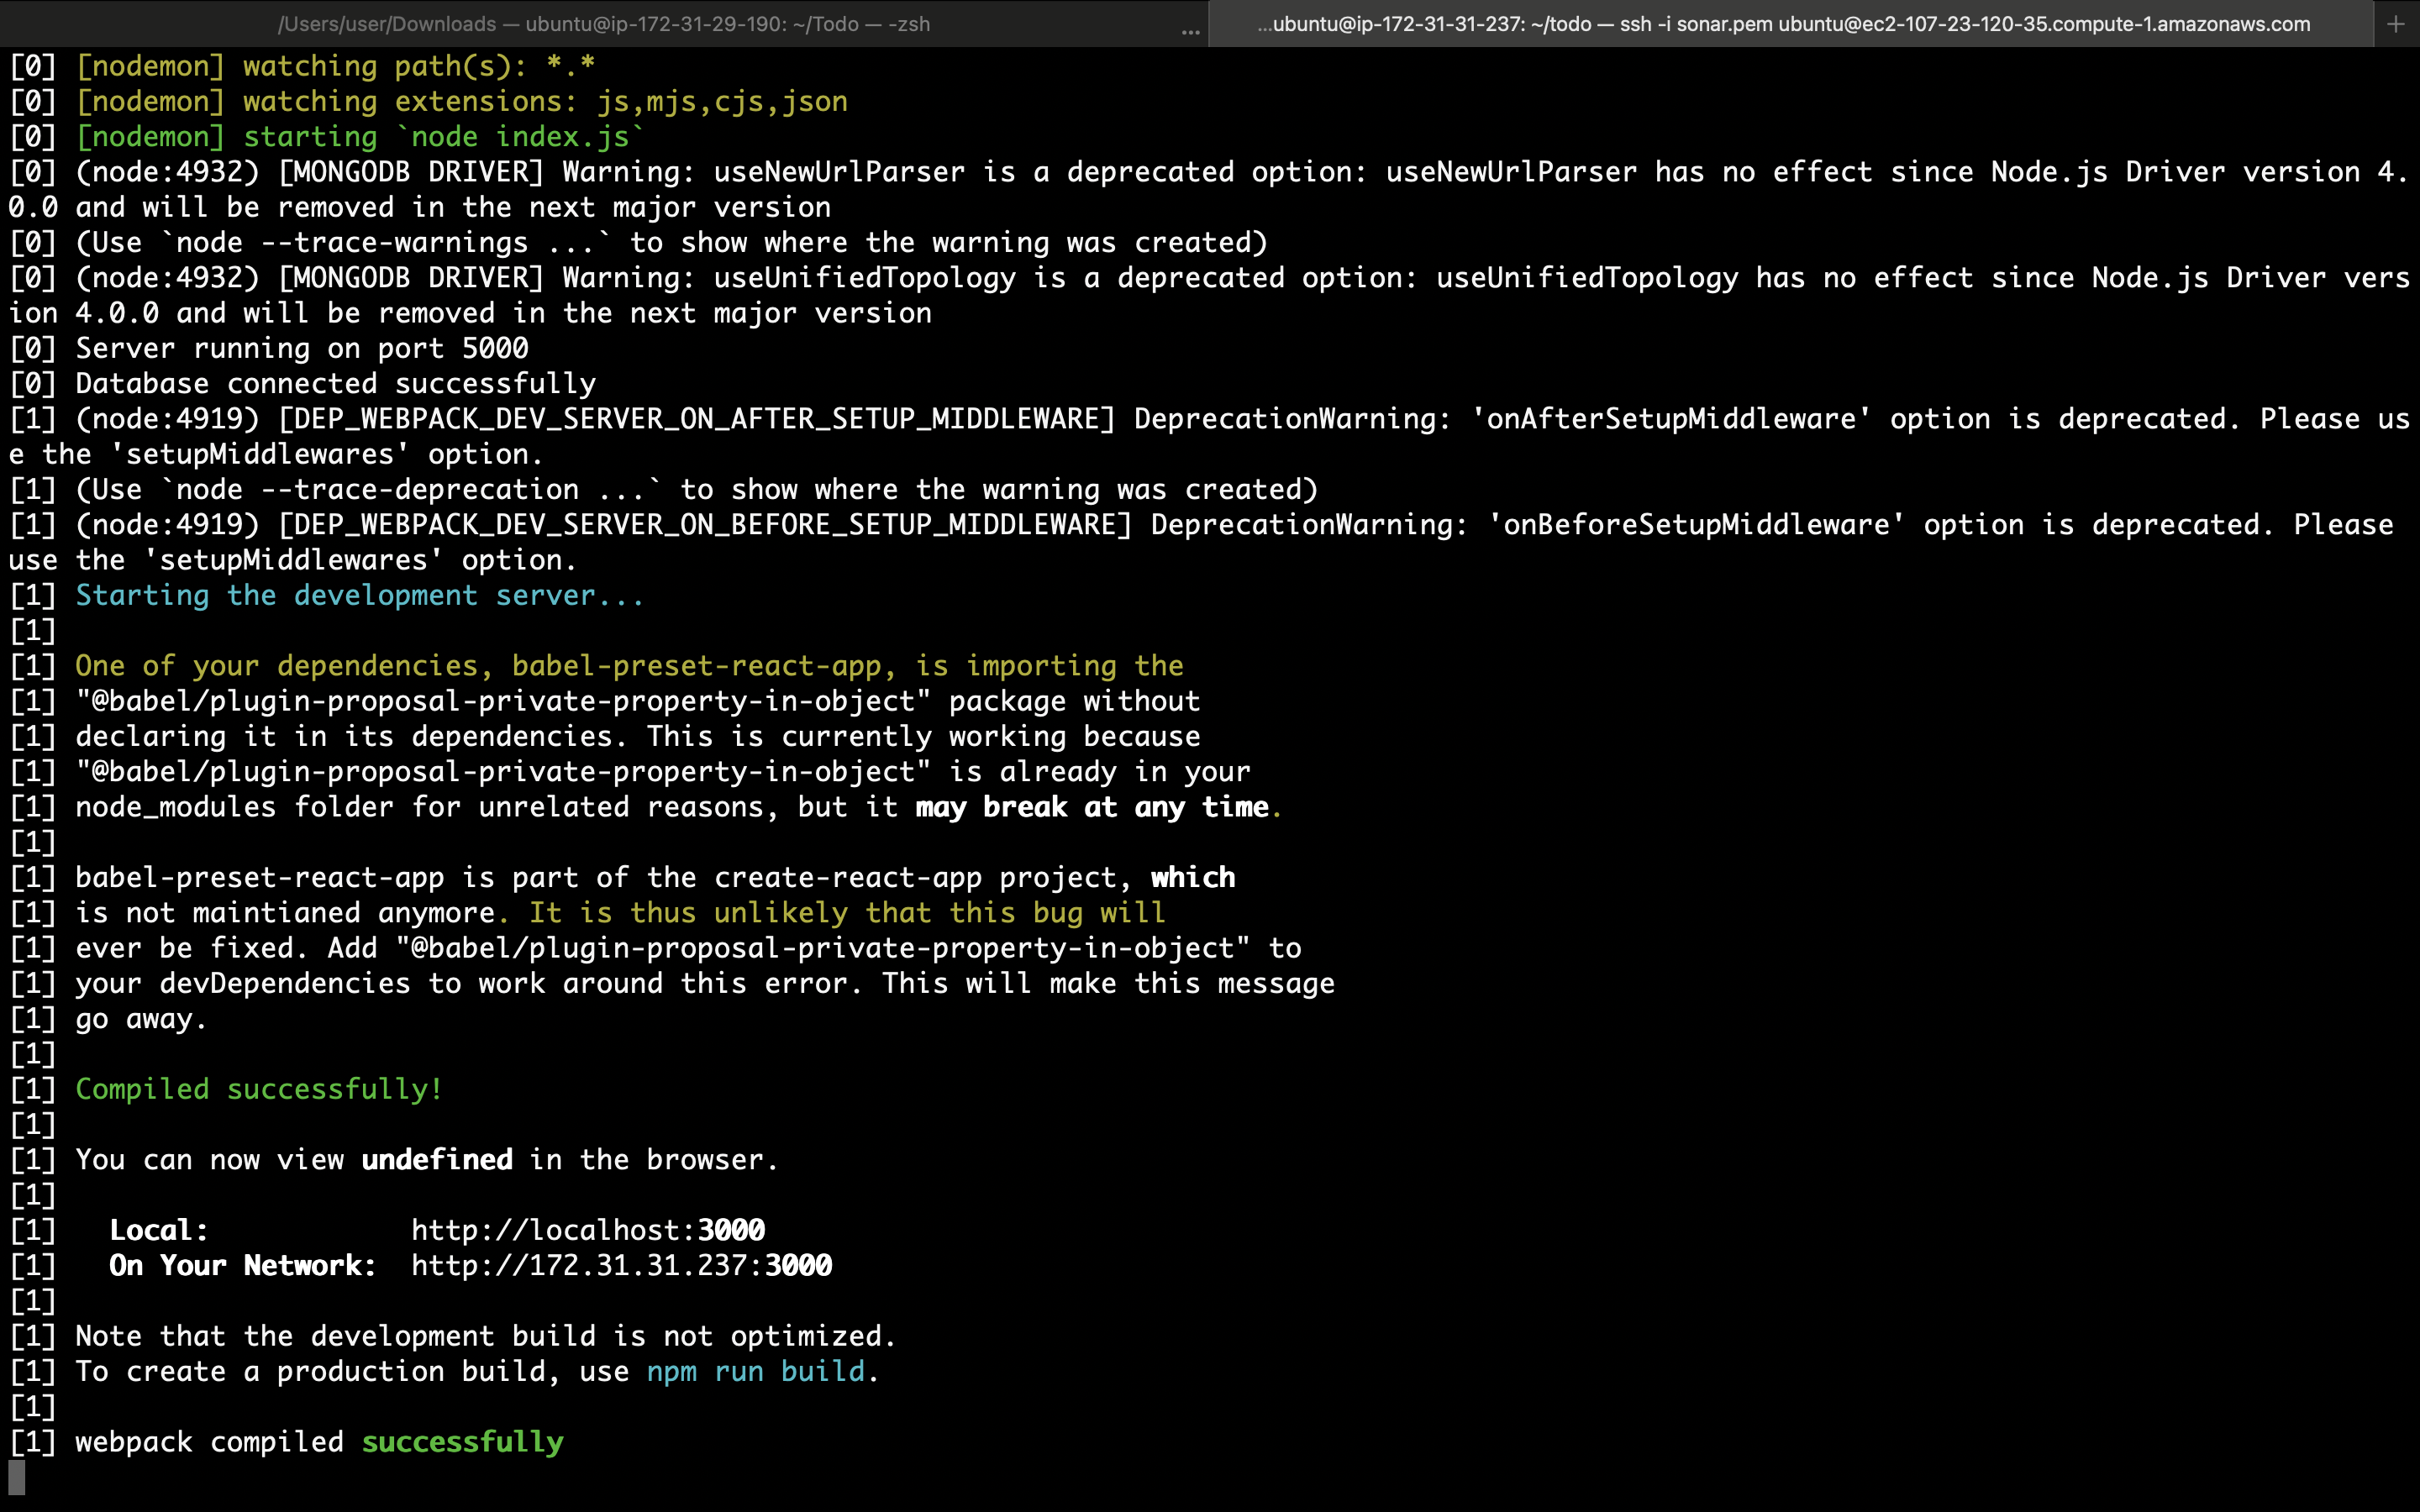 /Users/user/Downloads — ubuntu@ip-172-31-29-190: ~/Todo — -zsh ... ...ubuntu@ip-172-31-31-237: ~/todo — ssh -i sonar.pem ubuntu@ec2-107-23-120-35.compute-1.amazonaws.com +
[0] [nodemon] watching path(s): *.*
[0] [nodemon] watching extensions: js,mjs,cjs,json
[0] [nodemon] starting `node index.js`
[0] (node:4932) [MONGODB DRIVER] Warning: useNewUrlParser is a deprecated option: useNewUrlParser has no effect since Node.js Driver version 4.
0.0 and will be removed in the next major version
[0] (Use `node --trace-warnings ...` to show where the warning was created)
[0] (node:4932) [MONGODB DRIVER] Warning: useUnifiedTopology is a deprecated option: useUnifiedTopology has no effect since Node.js Driver vers
ion 4.0.0 and will be removed in the next major version
[0] Server running on port 5000
[0] Database connected successfully
[1] (node:4919) [DEP_WEBPACK_DEV_SERVER_ON_AFTER_SETUP_MIDDLEWARE] DeprecationWarning: 'onAfterSetupMiddleware' option is deprecated. Please us
e the 'setupMiddlewares' option.
[1] (Use `node --trace-deprecation ...` to show where the warning was created)
[1] (node:4919) [DEP_WEBPACK_DEV_SERVER_ON_BEFORE_SETUP_MIDDLEWARE] DeprecationWarning: 'onBeforeSetupMiddleware' option is deprecated. Please
use the 'setupMiddlewares' option.
[1] Starting the development server...
[1]
[1] One of your dependencies, babel-preset-react-app, is importing the
[1] "@babel/plugin-proposal-private-property-in-object" package without
[1] declaring it in its dependencies. This is currently working because
[1] "@babel/plugin-proposal-private-property-in-object" is already in your
[1] node_modules folder for unrelated reasons, but it may break at any time.
[1]
[1] babel-preset-react-app is part of the create-react-app project, which
[1] is not maintianed anymore. It is thus unlikely that this bug will
[1] ever be fixed. Add "@babel/plugin-proposal-private-property-in-object" to
[1] your devDependencies to work around this error. This will make this message
[1] go away.
[1]
[1] Compiled successfully!
[1]
[1] You can now view undefined in the browser.
[1]
[1] Local: http://localhost:3000
[1] On Your Network: http://172.31.31.237:3000
[1]
[1] Note that the development build is not optimized.
[1] To create a production build, use npm run build.
[1]
[1] webpack compiled successfully